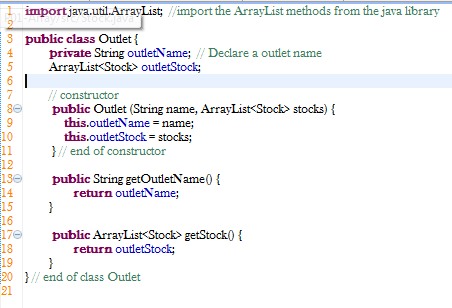 1 import java.util.ArrayList; //import the ArrayList methods from the java library
2
3 public class Outlet {
4 private String outletName; // Declare a outlet name
5 ArrayList<Stock> outletStock;
6
7 // constructor
8 public Outlet (String name, ArrayList<Stock> stocks) {
9 this.outletName = name;
10 this.outletStock = stocks;
11 } // end of constructor
12
13 public String getOutletName() {
14 return outletName;
15 }
16
17 public ArrayList<Stock> getStock() {
18 return outletStock;
19 }
20 } // end of class Outlet
21